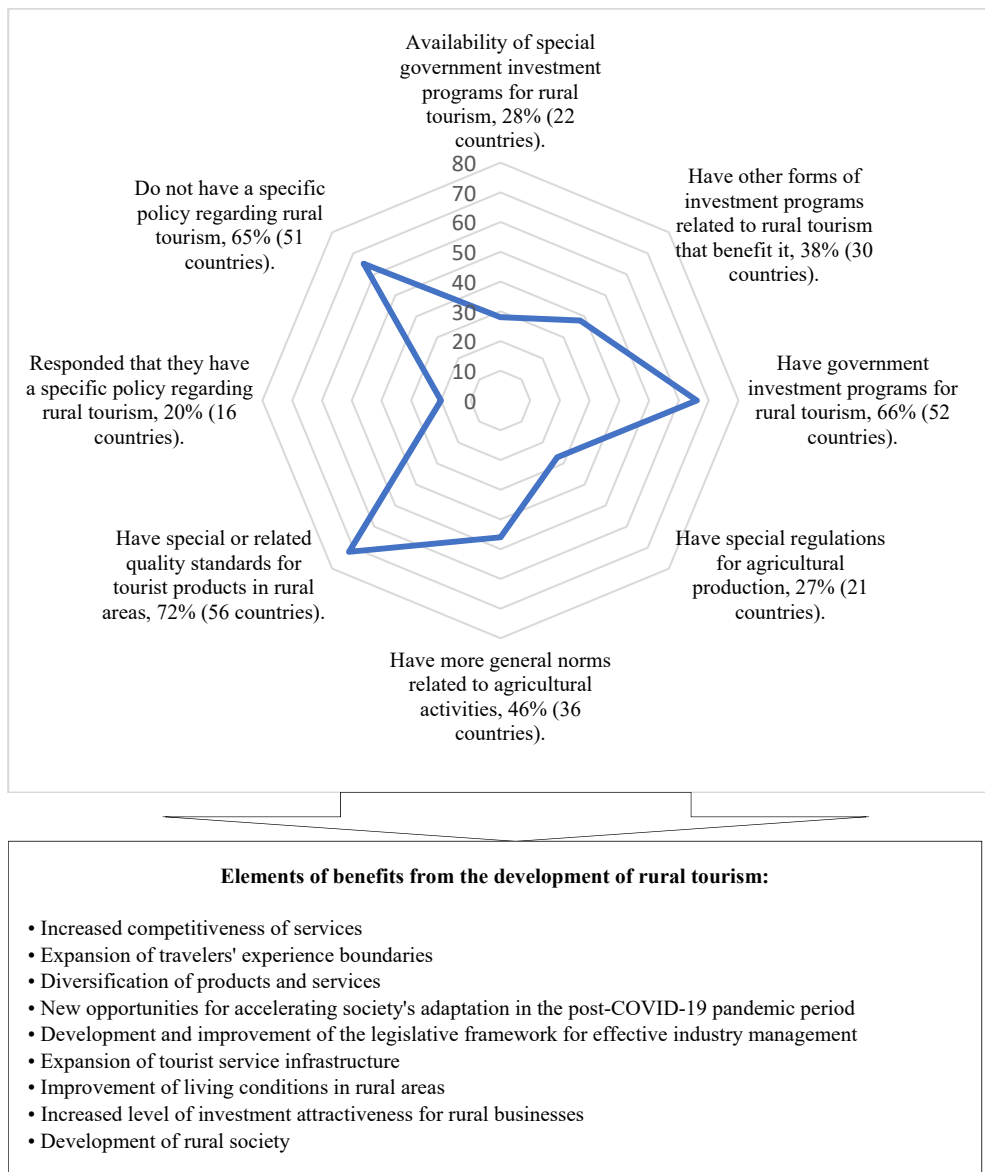 Availability of special
government investment
programs for rural
tourism, 28% (22
countries).
Have other forms of
investment programs
related to rural tourism
that benefit it, 38% (30
countries).
Have government
investment programs for
rural tourism, 66% (52
countries).
Have special regulations
for agricultural
production, 27% (21
countries).
Have more general norms
related to agricultural
activities, 46% (36
countries).
Have special or related
quality standards for
tourist products in rural
areas, 72% (56 countries).
Responded that they have
a specific policy regarding
rural tourism, 20% (16
countries).
Do not have a specific
policy regarding rural
tourism, 65% (51
countries).
80
70
60
50
40
30
20
10
0
Elements of benefits from the development of rural tourism:
• Increased competitiveness of services
• Expansion of travelers' experience boundaries
• Diversification of products and services
• New opportunities for accelerating society's adaptation in the post-COVID-19 pandemic period
• Development and improvement of the legislative framework for effective industry management
• Expansion of tourist service infrastructure
• Improvement of living conditions in rural areas
• Increased level of investment attractiveness for rural businesses
• Development of rural society